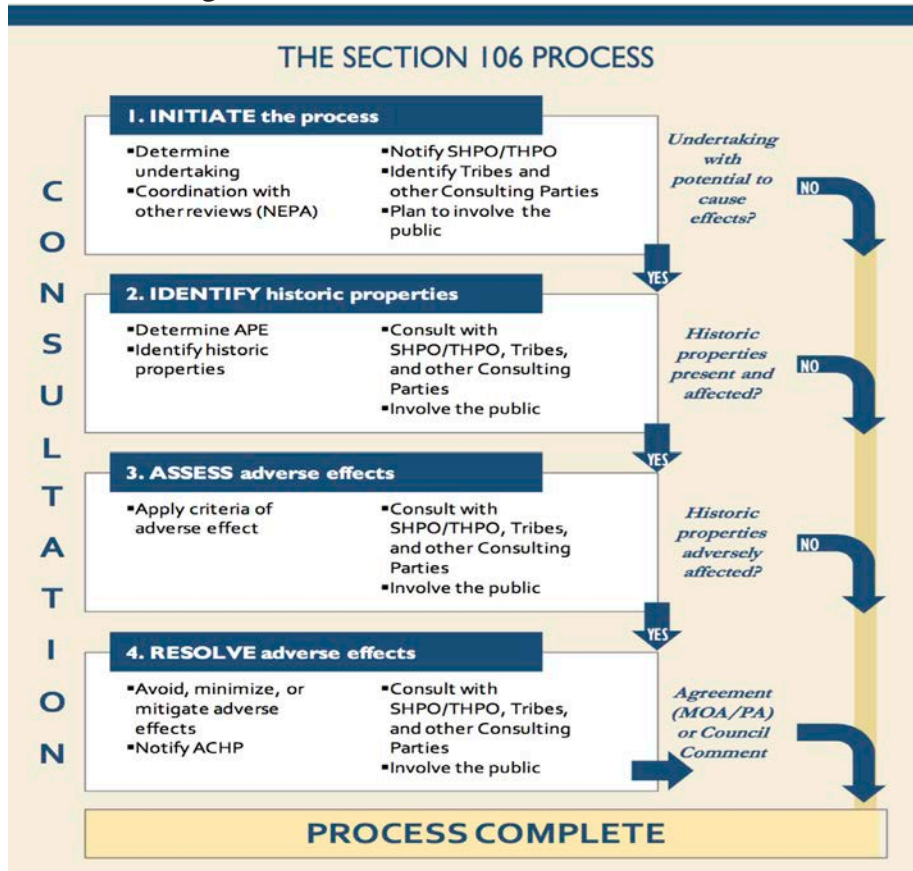 THE SECTION 106 PROCESS
CONSULTATION
1. INITIATE the process
▪Determine
undertaking
▪Coordination with
other reviews (NEPA)
▪Notify SHPO/THPO
▪Identify Tribes and
other Consulting Parties
▪Plan to involve the
public
Undertaking
with
potential to
cause
effects?
NO
YES
2. IDENTIFY historic properties
▪Determine APE
▪Identify historic
properties
▪Consult with
SHPO/THPO, Tribes,
and other Consulting
Parties
▪Involve the public
Historic
properties
present and
affected?
NO
YES
3. ASSESS adverse effects
▪Apply criteria of
adverse effect
▪Consult with
SHPO/THPO, Tribes,
and other Consulting
Parties
▪Involve the public
Historic
properties
adversely
affected?
NO
YES
4. RESOLVE adverse effects
▪Avoid, minimize, or
mitigate adverse
effects
▪Notify ACHP
▪Consult with
SHPO/THPO, Tribes,
and other Consulting
Parties
▪Involve the public
Agreement
(MOA/PA)
or Council
Comment
PROCESS COMPLETE